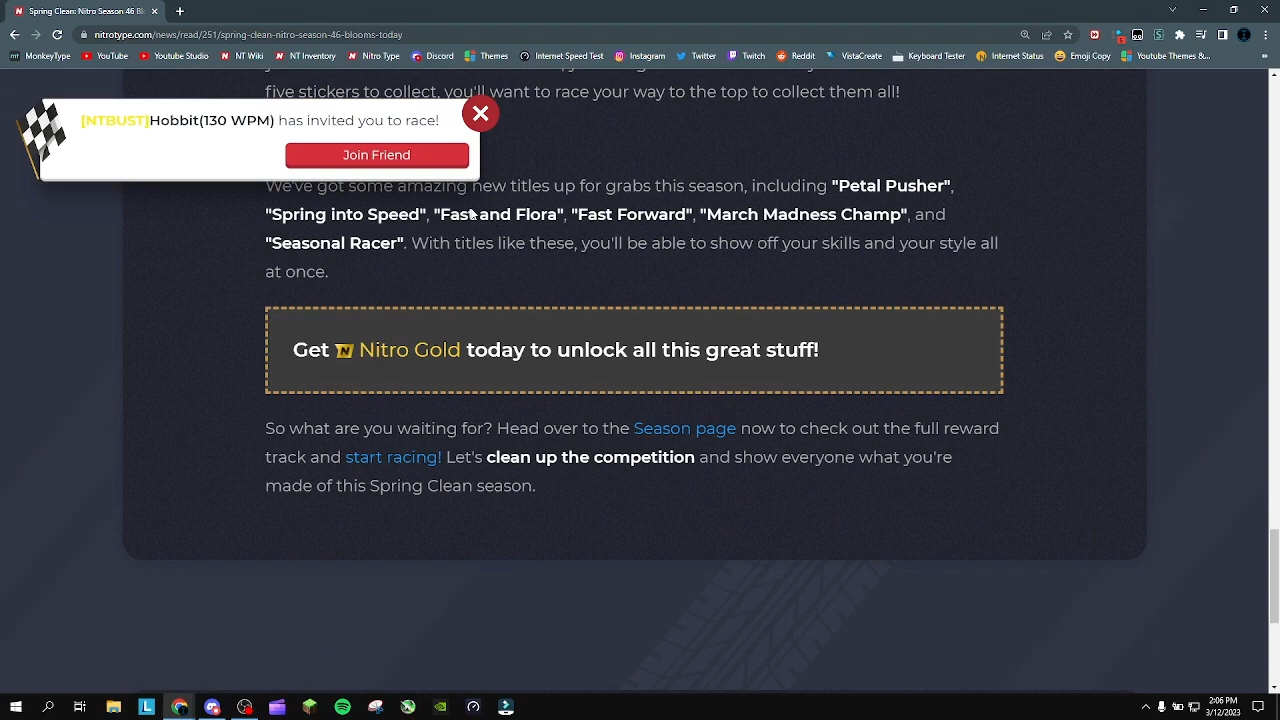 Spring Clean: Nitro Season 46 Bl
nitrotype.com/news/read/251/spring-clean-nitro-season-46-blooms-today
MonkeyType YouTube Youtube Studio NT Wiki NT Inventory Nitro Type Discord Themes Internet Speed Test Instagram Twitter Twitch Reddit VistaCreate Keyboard Tester Internet Status Emoji Copy Youtube Themes &...
five stickers to collect, you'll want to race your way to the top to collect them all!
[NTBUST]Hobbit(130 WPM) has invited you to race!
Join Friend
We've got some amazing new titles up for grabs this season, including "Petal Pusher",
"Spring into Speed", "Fast and Flora", "Fast Forward", "March Madness Champ", and
"Seasonal Racer". With titles like these, you'll be able to show off your skills and your style all
at once.
Get N Nitro Gold today to unlock all this great stuff!
So what are you waiting for? Head over to the Season page now to check out the full reward
track and start racing! Let's clean up the competition and show everyone what you're
made of this Spring Clean season.
2:06 PM
3/12/2023